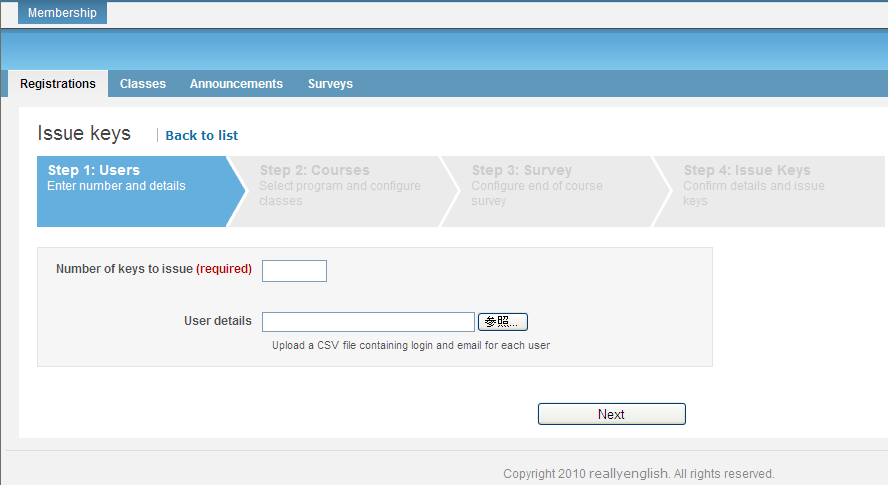 Membership
Registrations Classes Announcements Surveys
Issue keys Back to list
Step 1: Users
Enter number and details
Step 2: Courses
Select program and configure
classes
Step 3: Survey
Configure end of course
survey
Step 4: Issue Keys
Confirm details and issue
keys
Number of keys to issue (required)
User details 参照...
Upload a CSV file containing login and email for each user
Next
Copyright 2010 reallyenglish. All rights reserved.